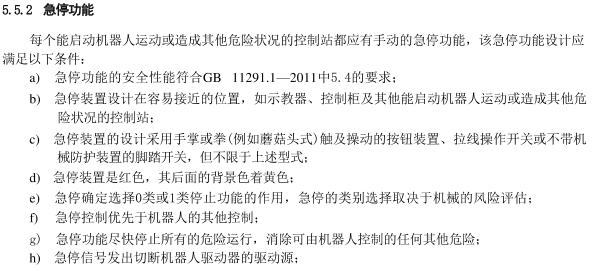 5.5.2 急停功能
每个能启动机器人运动或造成其他危险状况的控制站都应有手动的急停功能，该急停功能设计应
满足以下条件：
a) 急停功能的安全性能符合GB 11291.1—2011中5.4的要求；
b) 急停装置设计在容易接近的位置，如示教器、控制柜及其他能启动机器人运动或造成其他危
险状况的控制站；
c) 急停装置的设计采用手掌或拳(例如蘑菇头式)触及操动的按钮装置、拉线操作开关或不带机
械防护装置的脚踏开关，但不限于上述型式；
d) 急停装置是红色，其后面的背景色着黄色；
e) 急停确定选择0类或1类停止功能的作用，急停的类别选择取决于机械的风险评估；
f) 急停控制优先于机器人的其他控制；
g) 急停功能尽快停止所有的危险运行，消除可由机器人控制的任何其他危险；
h) 急停信号发出切断机器人驱动器的驱动源；